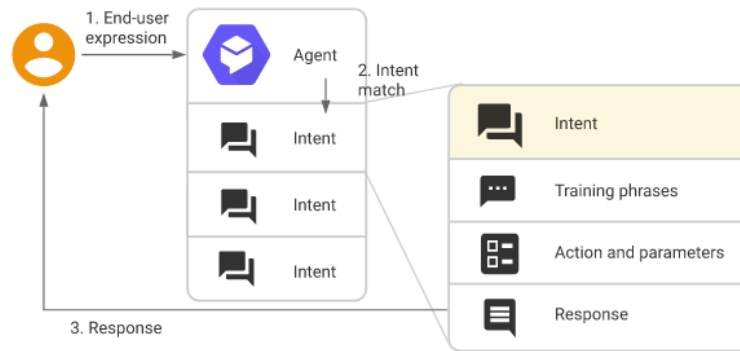 1. End-user
expression
Agent
2. Intent
match
Intent
Intent
Intent
Intent
Training phrases
Action and parameters
Response
3. Response